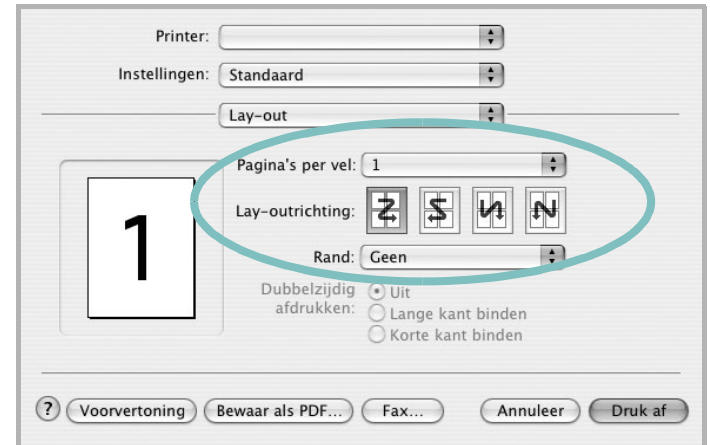 Printer:
Instellingen: Standaard
Lay-out
Pagina's per vel: 1
Lay-outrichting:
1
Rand: Geen
Dubbelzijdig afdrukken: Uit
Lange kant binden
Korte kant binden
? Voorvertoning Bewaar als PDF... Fax... Annuleer Druk af